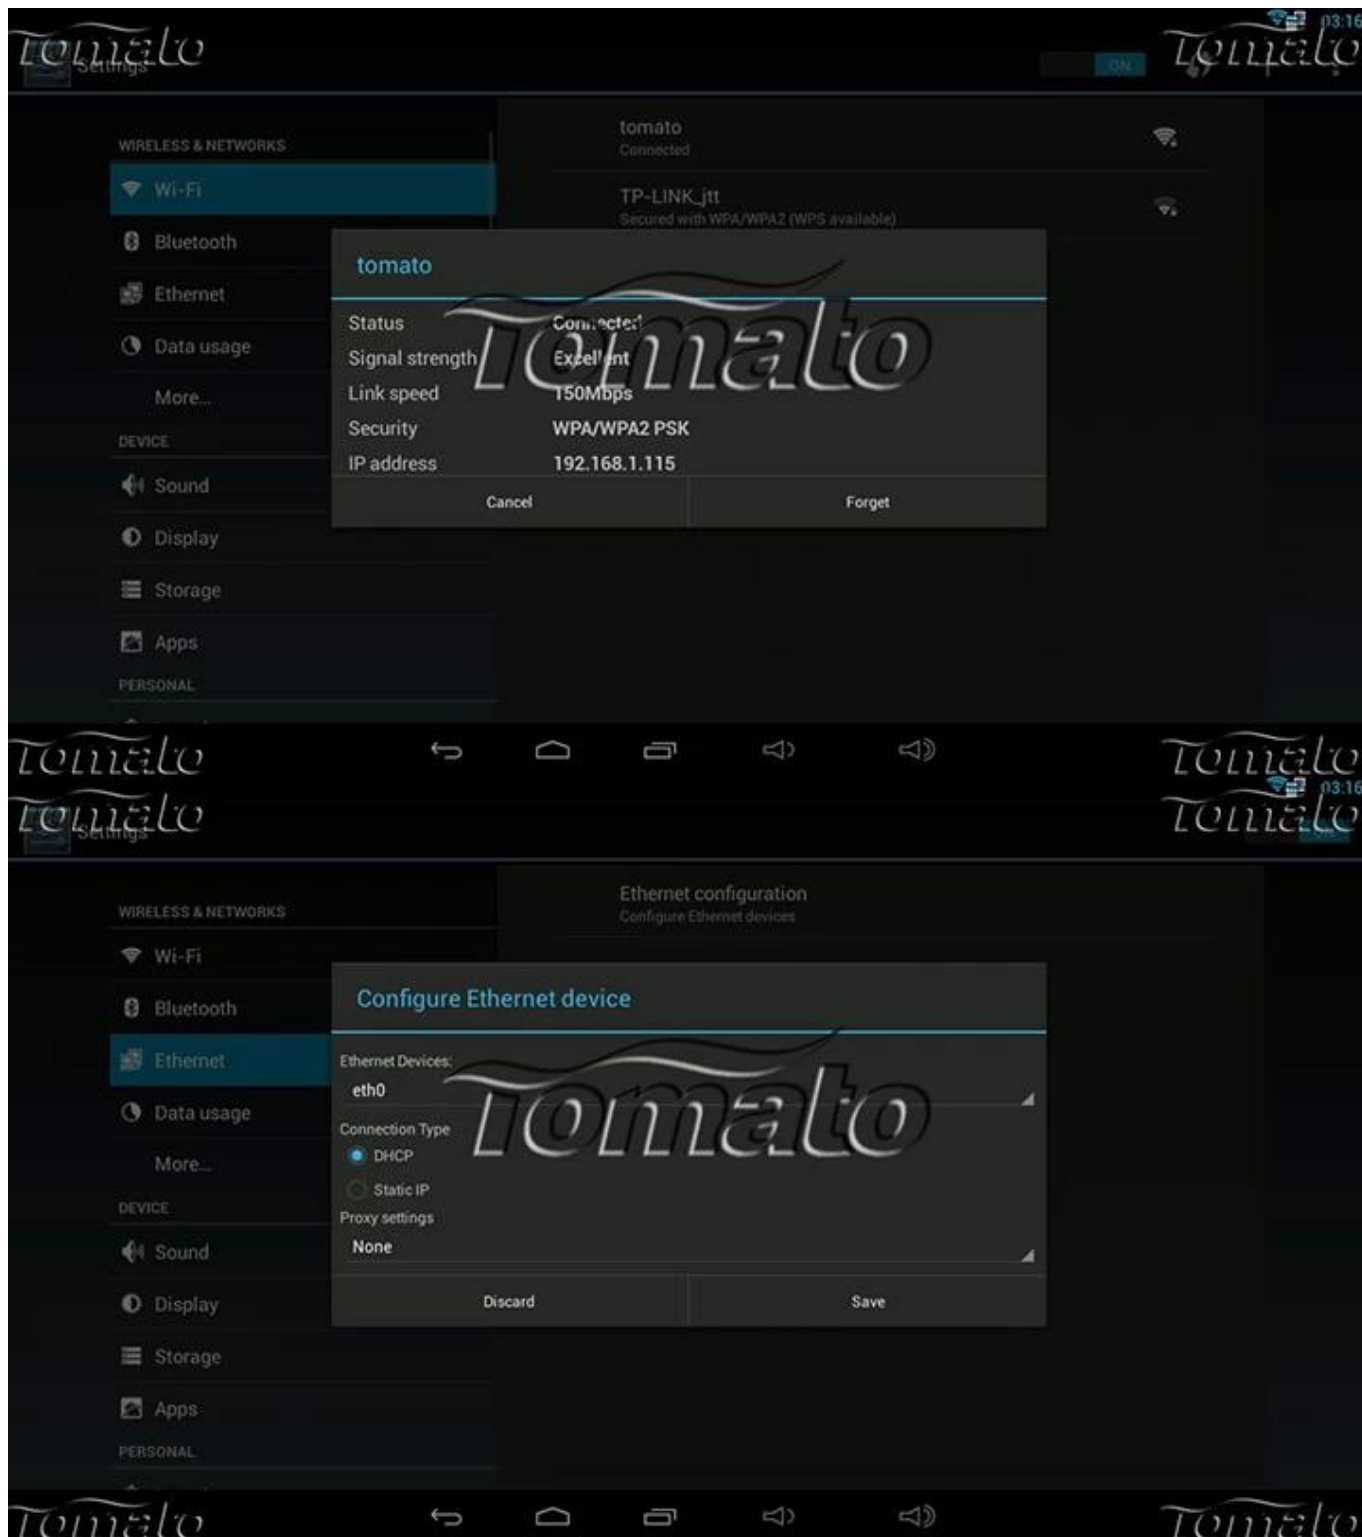 Tomato
Tomato
03:16
Settings
ON
WIRELESS & NETWORKS
Wi-Fi
Bluetooth
Ethernet
Data usage
More...
DEVICE
Sound
Display
Storage
Apps
PERSONAL
tomato
Connected
TP-LINK_jtt
Secured with WPA/WPA2 (WPS available)
tomato
Tomato
Status Connected
Signal strength Excellent
Link speed 150Mbps
Security WPA/WPA2 PSK
IP address 192.168.1.115
Cancel Forget
Tomato
Tomato
Tomato
Tomato
03:16
Settings
WIRELESS & NETWORKS
Wi-Fi
Bluetooth
Ethernet
Data usage
More...
DEVICE
Sound
Display
Storage
Apps
PERSONAL
Ethernet configuration
Configure Ethernet devices
Configure Ethernet device
Tomato
Ethernet Devices:
eth0
Connection Type
DHCP
Static IP
Proxy settings
None
Discard Save
Tomato
Tomato